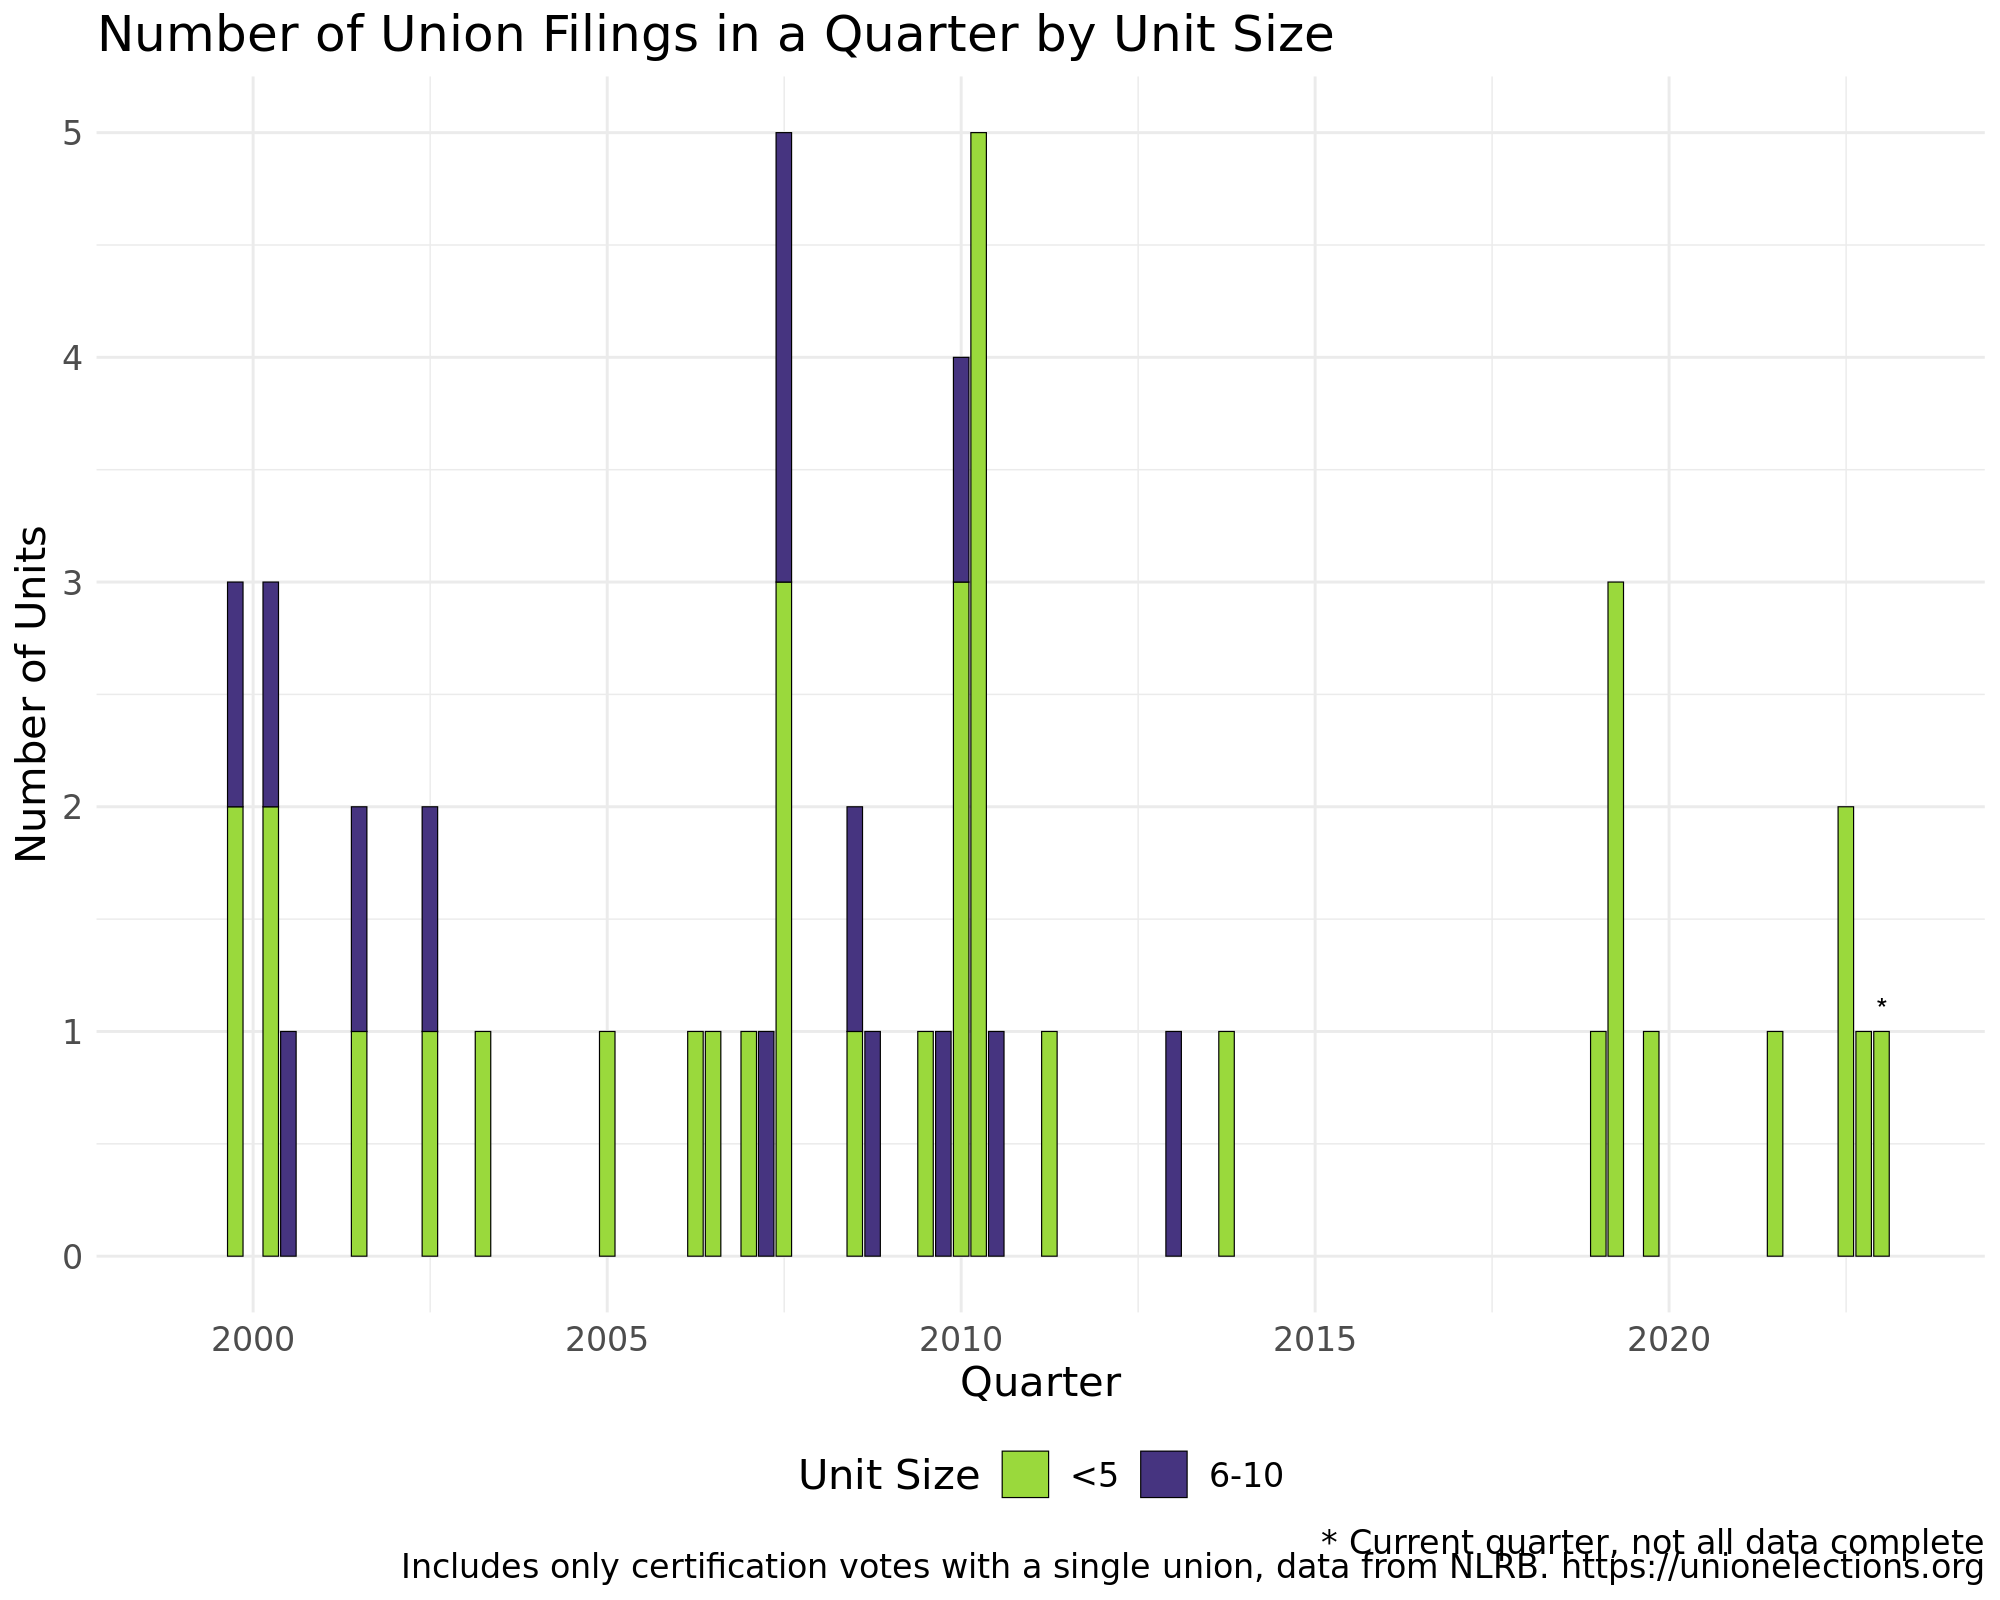 Number of Union Filings in a Quarter by Unit Size
Number of Units
5
4
3
2
1
0
*
2000 2005 2010 2015 2020
Quarter
Unit Size <5 6-10
* Current quarter, not all data complete
Includes only certification votes with a single union, data from NLRB. https://unionelections.org